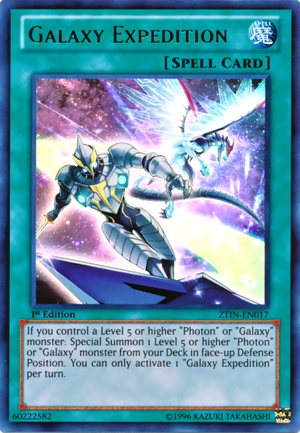 GALAXY EXPEDITION
魔
[SPELL CARD]
1st Edition
ZTIN-EN017
If you control a Level 5 or higher "Photon" or "Galaxy"
monster: Special Summon 1 Level 5 or higher "Photon"
or "Galaxy" monster from your Deck in face-up Defense
Position. You can only activate 1 "Galaxy Expedition"
per turn.
60222582
©1996 KAZUKI TAKAHASHI